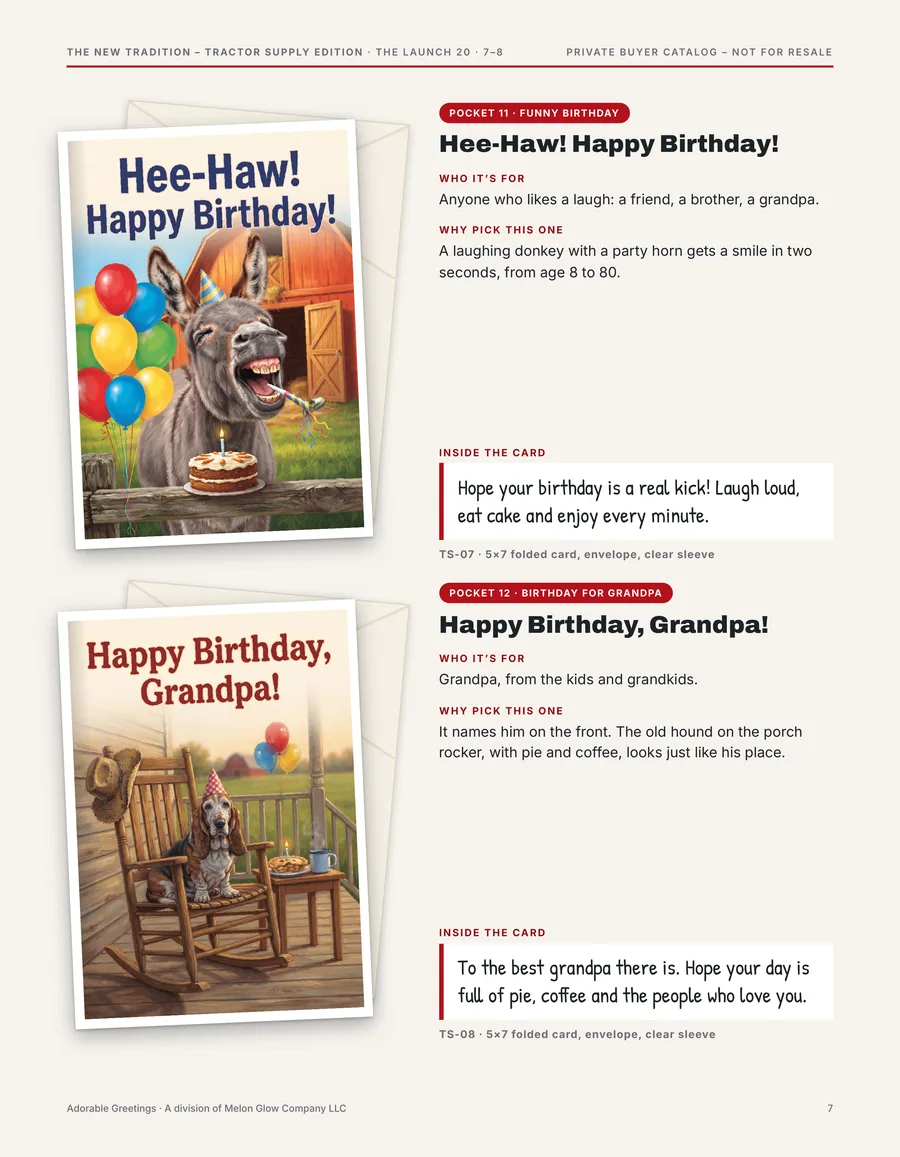 THE NEW TRADITION – TRACTOR SUPPLY EDITION · THE LAUNCH 20 · 7–8
PRIVATE BUYER CATALOG – NOT FOR RESALE
Hee-Haw!
Happy Birthday!
POCKET 11 · FUNNY BIRTHDAY
Hee-Haw! Happy Birthday!
WHO IT’S FOR
Anyone who likes a laugh: a friend, a brother, a grandpa.
WHY PICK THIS ONE
A laughing donkey with a party horn gets a smile in two
seconds, from age 8 to 80.
INSIDE THE CARD
Hope your birthday is a real kick! Laugh loud,
eat cake and enjoy every minute.
TS-07 · 5×7 folded card, envelope, clear sleeve
Happy Birthday,
Grandpa!
POCKET 12 · BIRTHDAY FOR GRANDPA
Happy Birthday, Grandpa!
WHO IT’S FOR
Grandpa, from the kids and grandkids.
WHY PICK THIS ONE
It names him on the front. The old hound on the porch
rocker, with pie and coffee, looks just like his place.
INSIDE THE CARD
To the best grandpa there is. Hope your day is
full of pie, coffee and the people who love you.
TS-08 · 5×7 folded card, envelope, clear sleeve
Adorable Greetings · A division of Melon Glow Company LLC
7